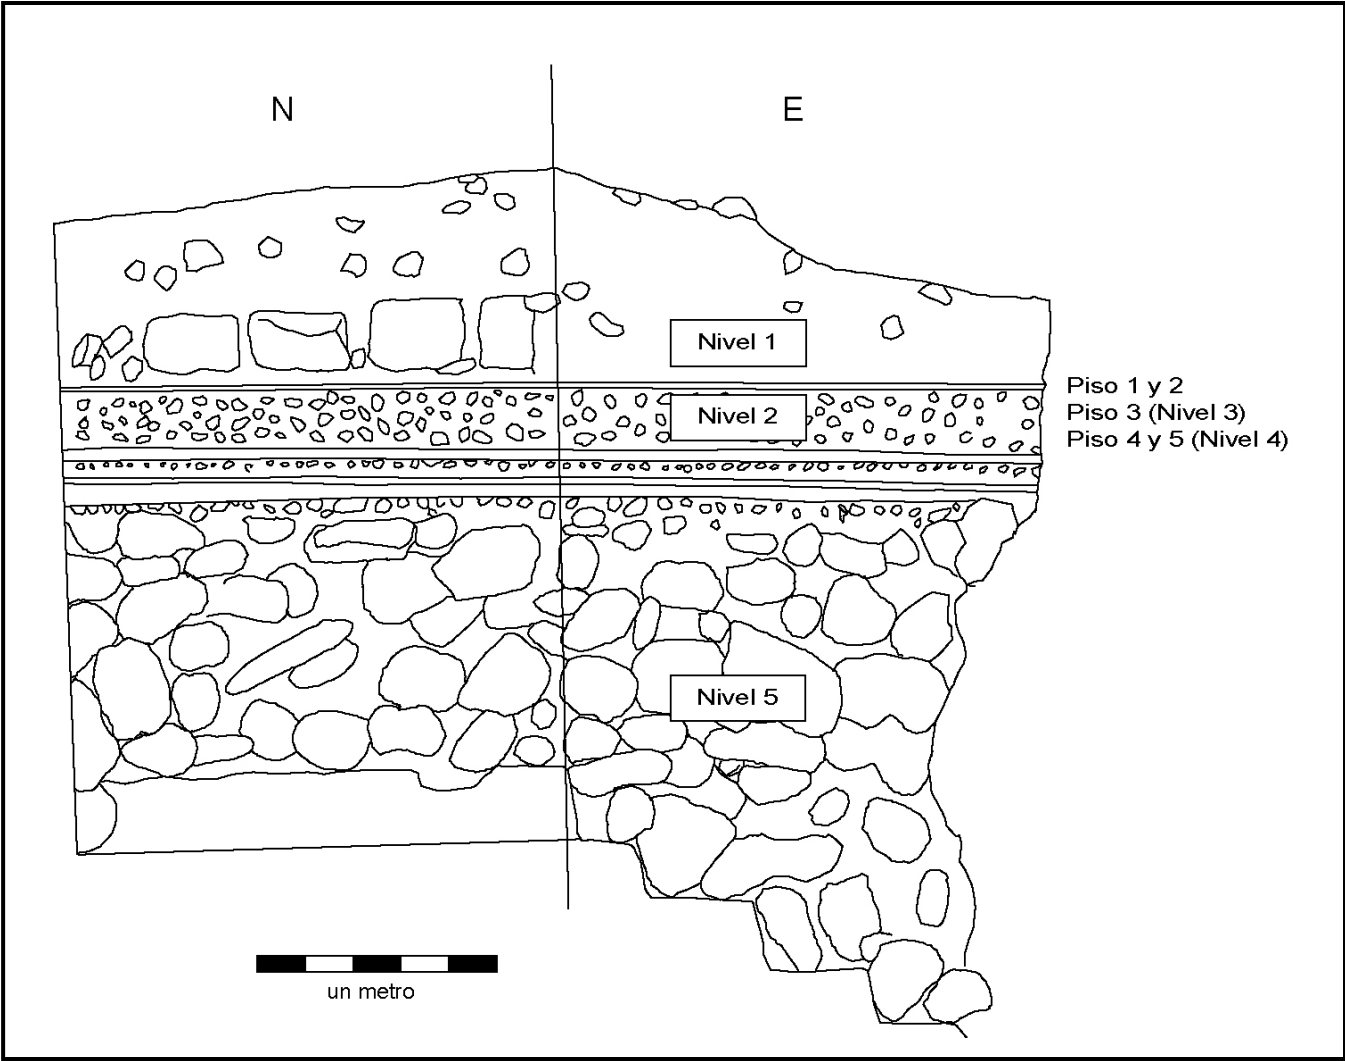 N
E
Nivel 1
Piso 1 y 2
Nivel 2
Piso 3 (Nivel 3)
Piso 4 y 5 (Nivel 4)
Nivel 5
un metro